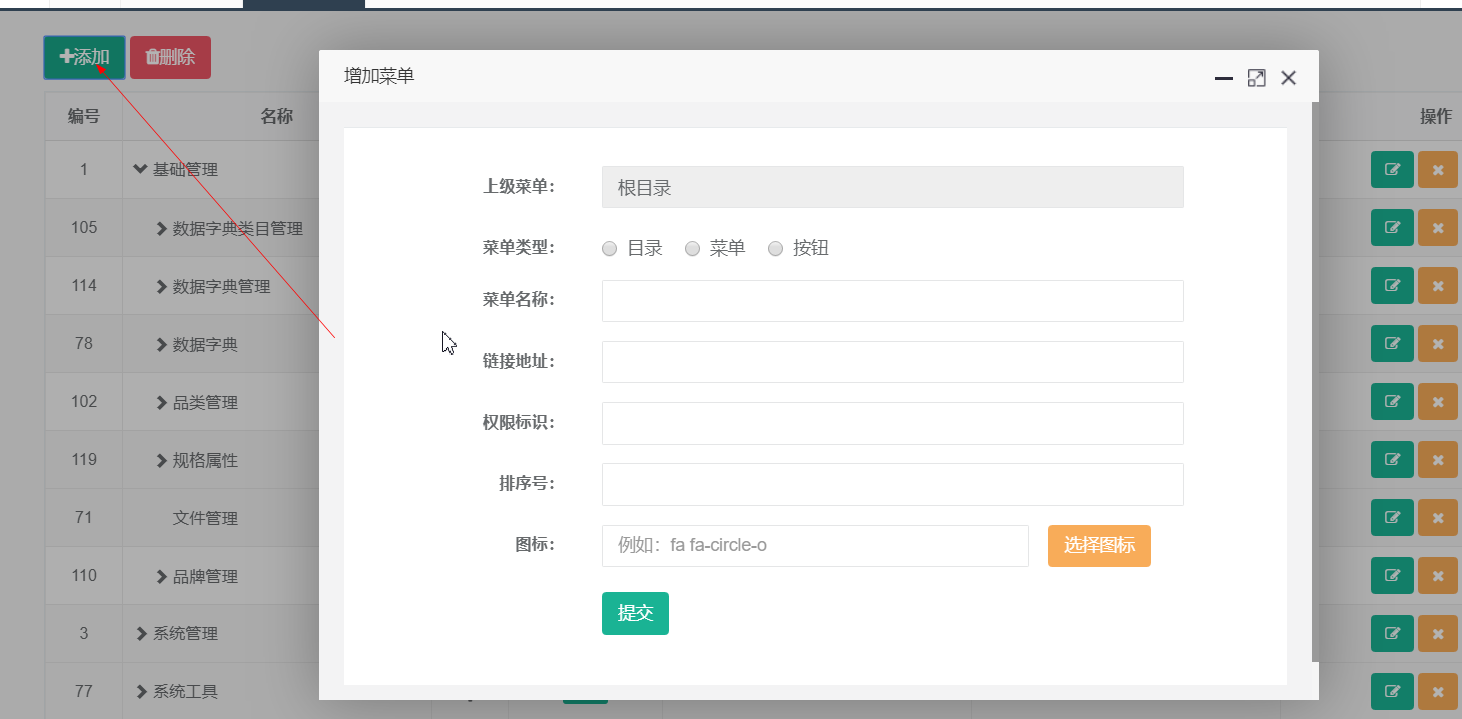 添加 删除
增加菜单
编号 名称 操作
1 基础管理
105 数据字典类目管理
114 数据字典管理
78 数据字典
102 品类管理
119 规格属性
71 文件管理
110 品牌管理
3 系统管理
77 系统工具
上级菜单： 根目录
菜单类型： 目录 菜单 按钮
菜单名称：
链接地址：
权限标识：
排序号：
图标： 例如：fa fa-circle-o 选择图标
提交